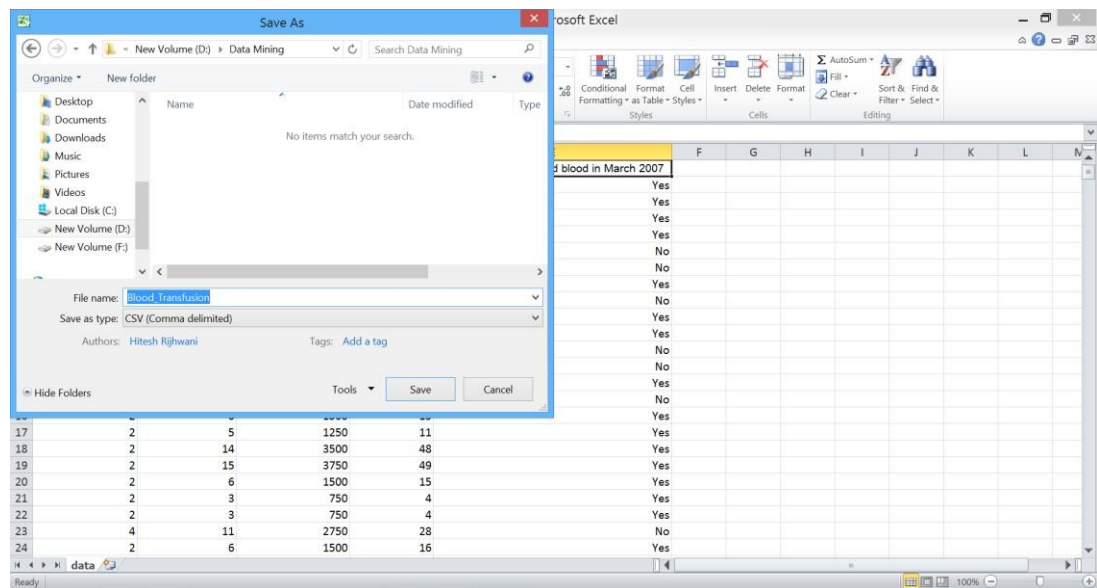 Save As
rosoft Excel
New Volume (D:) Data Mining
Search Data Mining
Organize New folder
Desktop
Documents
Downloads
Music
Pictures
Videos
Local Disk (C:)
New Volume (D:)
New Volume (F:)
Name Date modified Type
No items match your search.
File name: Blood_Transfusion
Save as type: CSV (Comma delimited)
Authors: Hitesh Rijhwani Tags: Add a tag
Hide Folders
Tools Save Cancel
Conditional Formatting
Format as Table
Cell Styles
Styles
Insert Delete Format
Cells
AutoSum
Fill
Clear
Sort & Filter
Find & Select
Editing
F G H I J K L
d blood in March 2007
Yes
Yes
Yes
Yes
No
No
Yes
No
Yes
Yes
No
No
Yes
No
Yes
17 2 5 1250 11 Yes
18 2 14 3500 48 Yes
19 2 15 3750 49 Yes
20 2 6 1500 15 Yes
21 2 3 750 4 Yes
22 2 3 750 4 Yes
23 4 11 2750 28 No
24 2 6 1500 16 Yes
data
Ready
100%